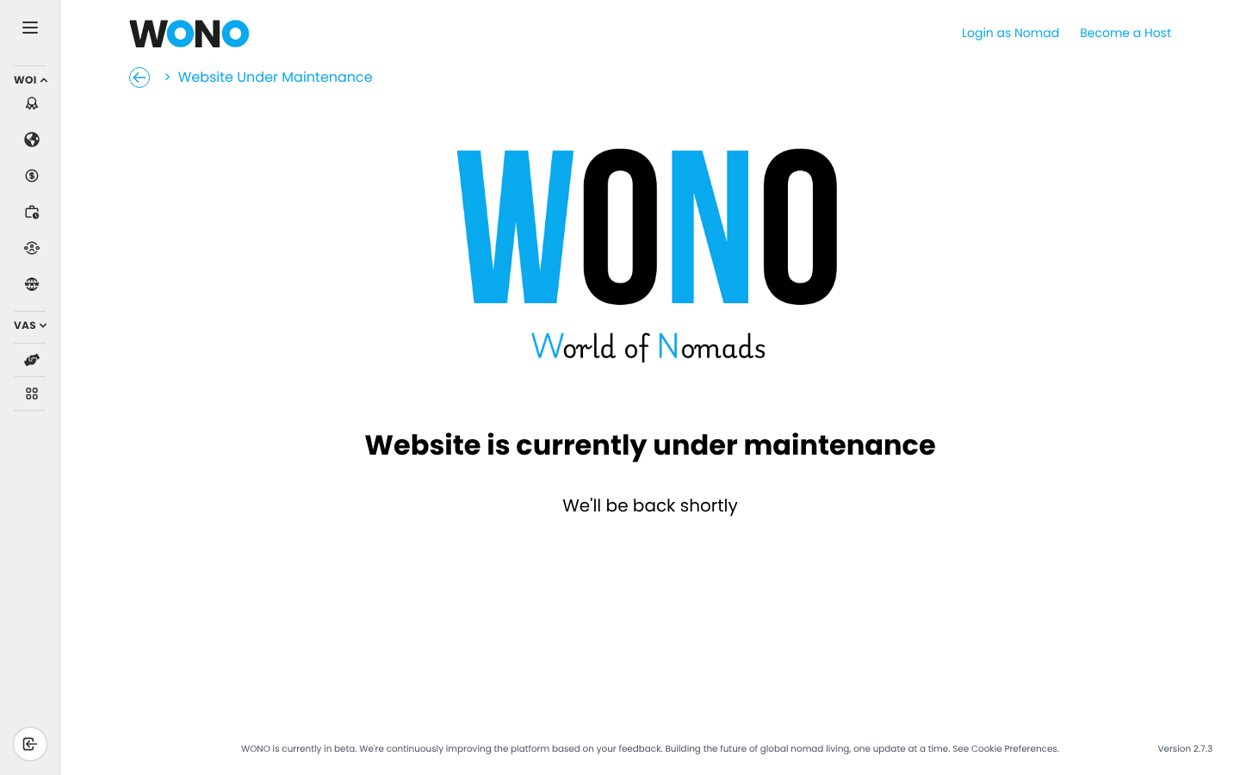 WONO
Login as Nomad
Become a Host
> Website Under Maintenance
WOI
VAS
WONO
World of Nomads
Website is currently under maintenance
We'll be back shortly
WONO is currently in beta. We're continuously improving the platform based on your feedback. Building the future of global nomad living, one update at a time. See Cookie Preferences.
Version 2.7.3